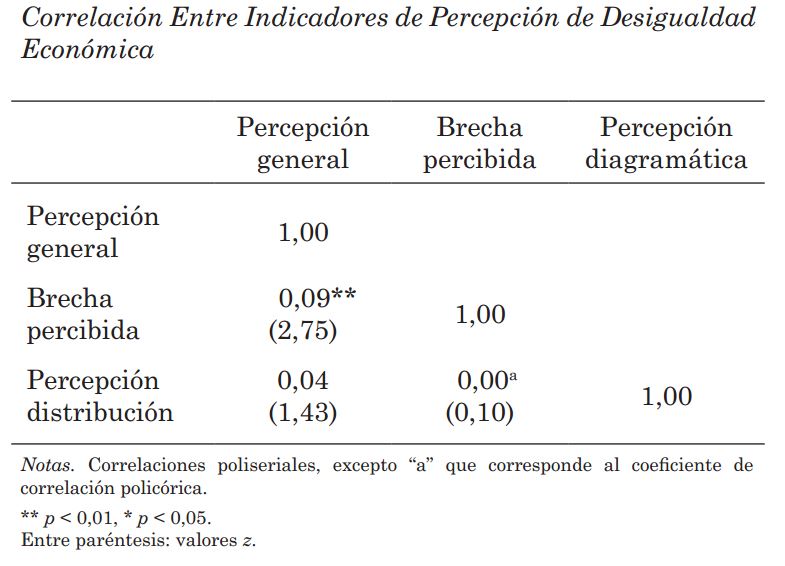 Correlación Entre Indicadores de Percepción de Desigualdad
Económica
Percepción general Brecha percibida Percepción diagramática
Percepción general 1,00
Brecha percibida 0,09** (2,75) 1,00
Percepción distribución 0,04 (1,43) 0,00ᵃ (0,10) 1,00
Notas. Correlaciones poliseriales, excepto “a” que corresponde al coeficiente de
correlación policórica.
** p < 0,01, * p < 0,05.
Entre paréntesis: valores z.